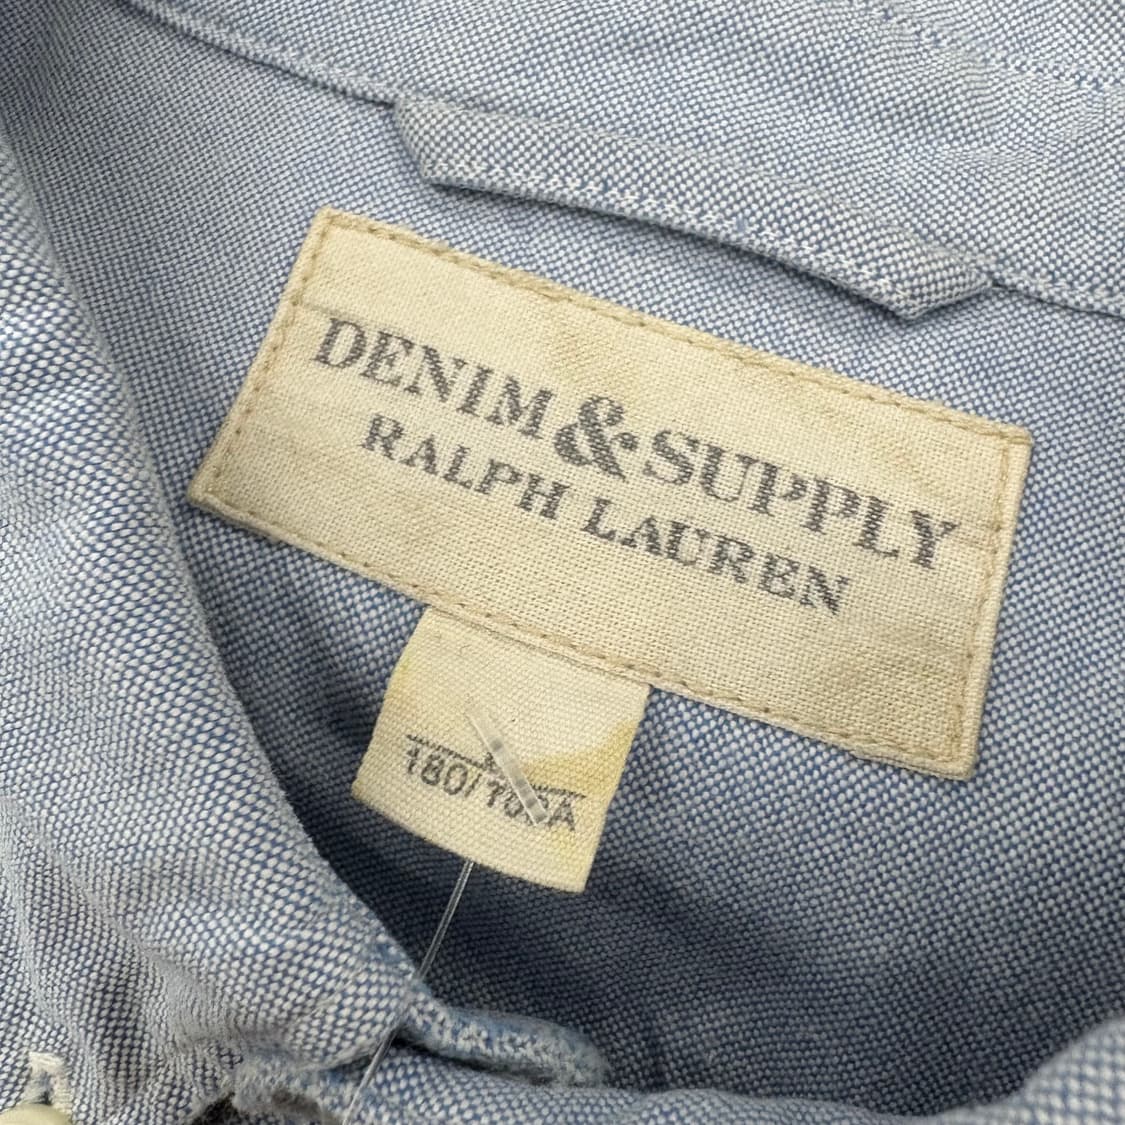 DENIM & SUPPLY
RALPH LAUREN